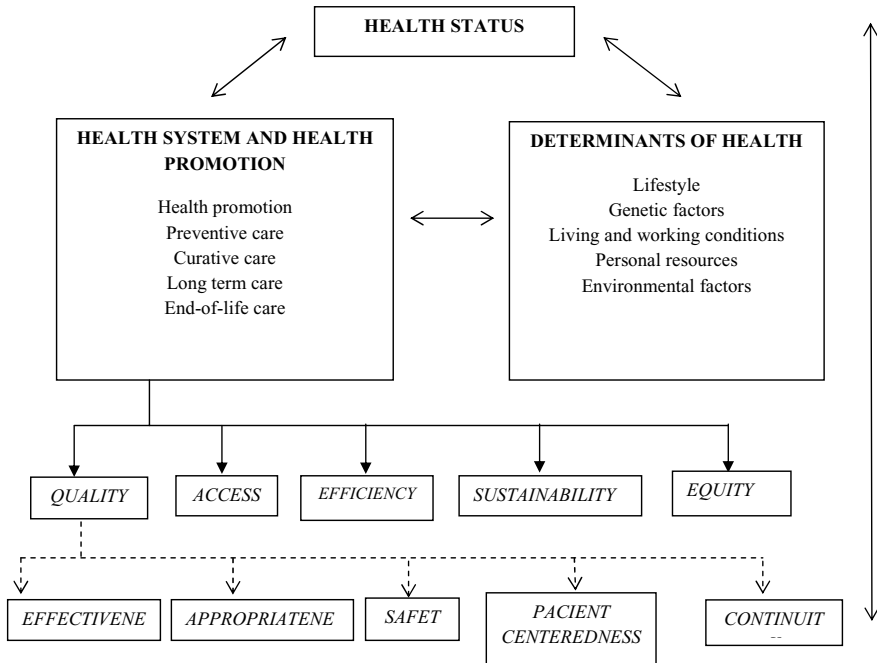 HEALTH STATUS
HEALTH SYSTEM AND HEALTH
PROMOTION
Health promotion
Preventive care
Curative care
Long term care
End-of-life care
DETERMINANTS OF HEALTH
Lifestyle
Genetic factors
Living and working conditions
Personal resources
Environmental factors
QUALITY
ACCESS
EFFICIENCY
SUSTAINABILITY
EQUITY
EFFECTIVENE
APPROPRIATENE
SAFET
PACIENT
CENTEREDNESS
CONTINUIT